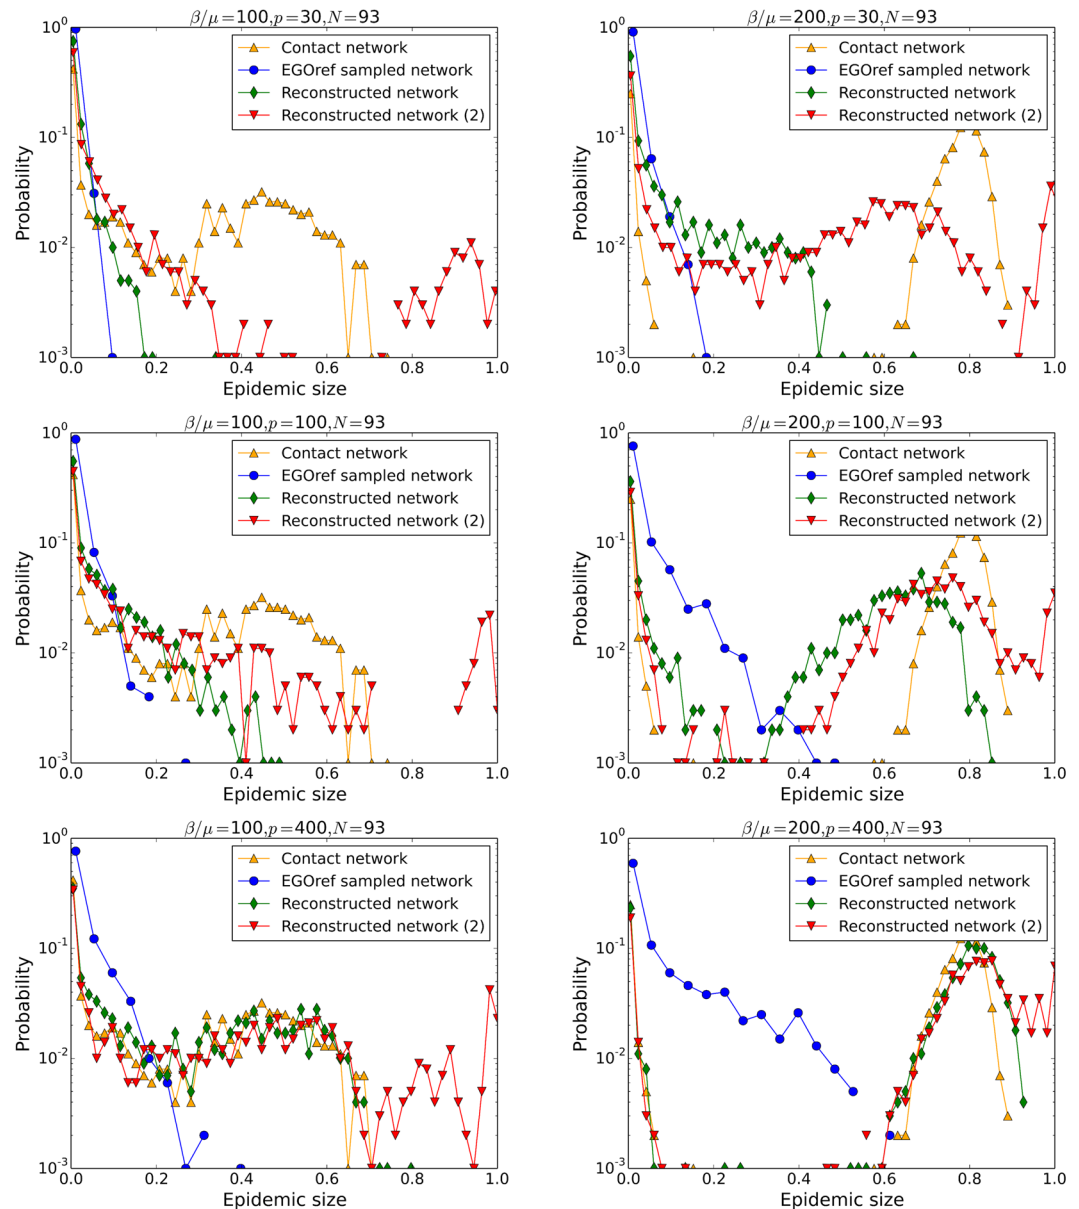 β/μ=100,p=30,N=93
10^0
10^-1
10^-2
10^-3
Probability
Contact network
EGOref sampled network
Reconstructed network
Reconstructed network (2)
0.0 0.2 0.4 0.6 0.8 1.0
Epidemic size
β/μ=200,p=30,N=93
10^0
10^-1
10^-2
10^-3
Probability
Contact network
EGOref sampled network
Reconstructed network
Reconstructed network (2)
0.0 0.2 0.4 0.6 0.8 1.0
Epidemic size
β/μ=100,p=100,N=93
10^0
10^-1
10^-2
10^-3
Probability
Contact network
EGOref sampled network
Reconstructed network
Reconstructed network (2)
0.0 0.2 0.4 0.6 0.8 1.0
Epidemic size
β/μ=200,p=100,N=93
10^0
10^-1
10^-2
10^-3
Probability
Contact network
EGOref sampled network
Reconstructed network
Reconstructed network (2)
0.0 0.2 0.4 0.6 0.8 1.0
Epidemic size
β/μ=100,p=400,N=93
10^0
10^-1
10^-2
10^-3
Probability
Contact network
EGOref sampled network
Reconstructed network
Reconstructed network (2)
0.0 0.2 0.4 0.6 0.8 1.0
Epidemic size
β/μ=200,p=400,N=93
10^0
10^-1
10^-2
10^-3
Probability
Contact network
EGOref sampled network
Reconstructed network
Reconstructed network (2)
0.0 0.2 0.4 0.6 0.8 1.0
Epidemic size